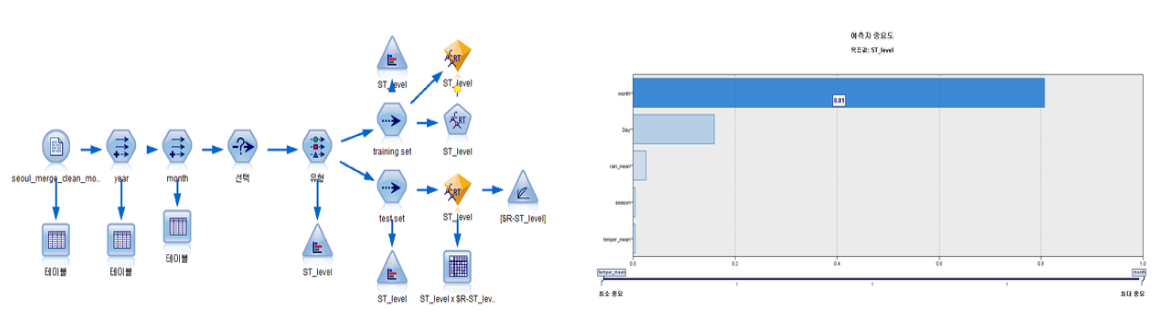 ST_level
ST_level
training set
ST_level
seoul_merge_clean_mo...
year
month
선택
유형
test set
ST_level
[$R-ST_level]
테이블
테이블
테이블
ST_level
ST_level
ST_level x $R-ST_lev...
예측자 중요도
목표값: ST_level
month
0.81
Day
rain_mean
season
temper_mean
0.0
0.2
0.4
0.6
0.8
1.0
temper_mean
month
최소 중요
최대 중요